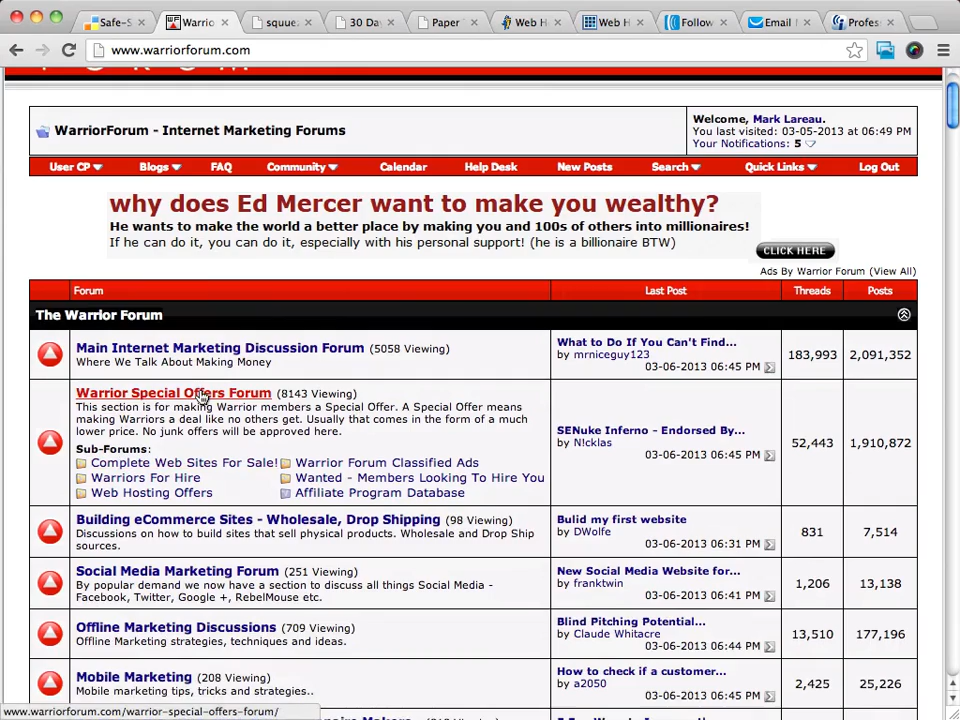 Safe-S
Warrio
squee
30 Day
Paper
Web H
Web H
Follow
Email
Profes
www.warriorforum.com
WarriorForum - Internet Marketing Forums
Welcome, Mark Lareau.
You last visited: 03-05-2013 at 06:49 PM
Your Notifications: 5
User CP Blogs FAQ Community Calendar Help Desk New Posts Search Quick Links Log Out
why does Ed Mercer want to make you wealthy?
He wants to make the world a better place by making you and 100s of others into millionaires!
If he can do it, you can do it, especially with his personal support! (he is a billionaire BTW)
CLICK HERE
Ads By Warrior Forum (View All)
Forum Last Post Threads Posts
The Warrior Forum
Main Internet Marketing Discussion Forum (5058 Viewing)
Where We Talk About Making Money
What to Do If You Can't Find...
by mrniceguy123
03-06-2013 06:45 PM
183,993
2,091,352
Warrior Special Offers Forum (8143 Viewing)
This section is for making Warrior members a Special Offer. A Special Offer means
making Warriors a deal like no others get. Usually that comes in the form of a much
lower price. No junk offers will be approved here.
Sub-Forums:
Complete Web Sites For Sale! Warrior Forum Classified Ads
Warriors For Hire Wanted - Members Looking To Hire You
Web Hosting Offers Affiliate Program Database
SENuke Inferno - Endorsed By...
by N!cklas
03-06-2013 06:45 PM
52,443
1,910,872
Building eCommerce Sites - Wholesale, Drop Shipping (98 Viewing)
Discussions on how to build sites that sell physical products. Wholesale and Drop Ship
sources.
Bulid my first website
by DWolfe
03-06-2013 06:31 PM
831
7,514
Social Media Marketing Forum (251 Viewing)
By popular demand we now have a section to discuss all things Social Media -
Facebook, Twitter, Google +, RebelMouse etc.
New Social Media Website for...
by franktwin
03-06-2013 06:41 PM
1,206
13,138
Offline Marketing Discussions (709 Viewing)
Offline Marketing strategies, techniques and ideas.
Blind Pitching Potential...
by Claude Whitacre
03-06-2013 06:44 PM
13,510
177,196
Mobile Marketing (208 Viewing)
Mobile marketing tips, tricks and strategies..
How to check if a customer...
by a2050
03-06-2013 06:45 PM
2,425
25,226
www.warriorforum.com/warrior-special-offers-forum/